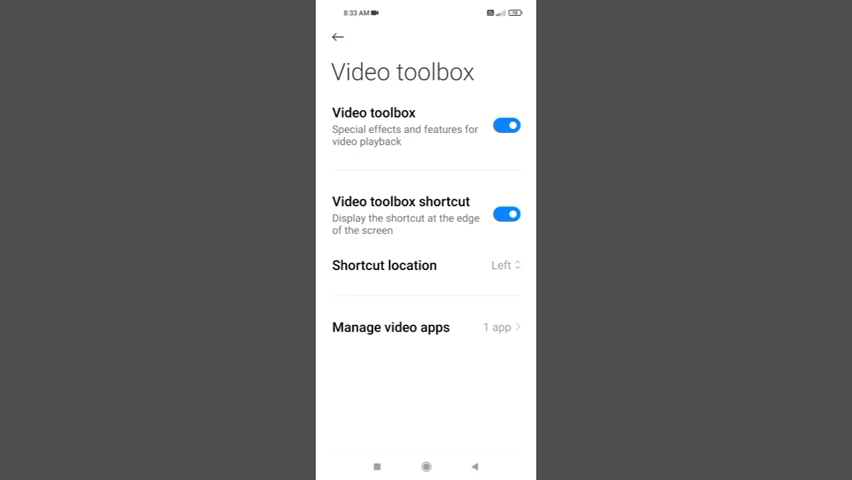 8:33 AM
Video toolbox
Video toolbox
Special effects and features for
video playback
Video toolbox shortcut
Display the shortcut at the edge
of the screen
Shortcut location
Left
Manage video apps
1 app